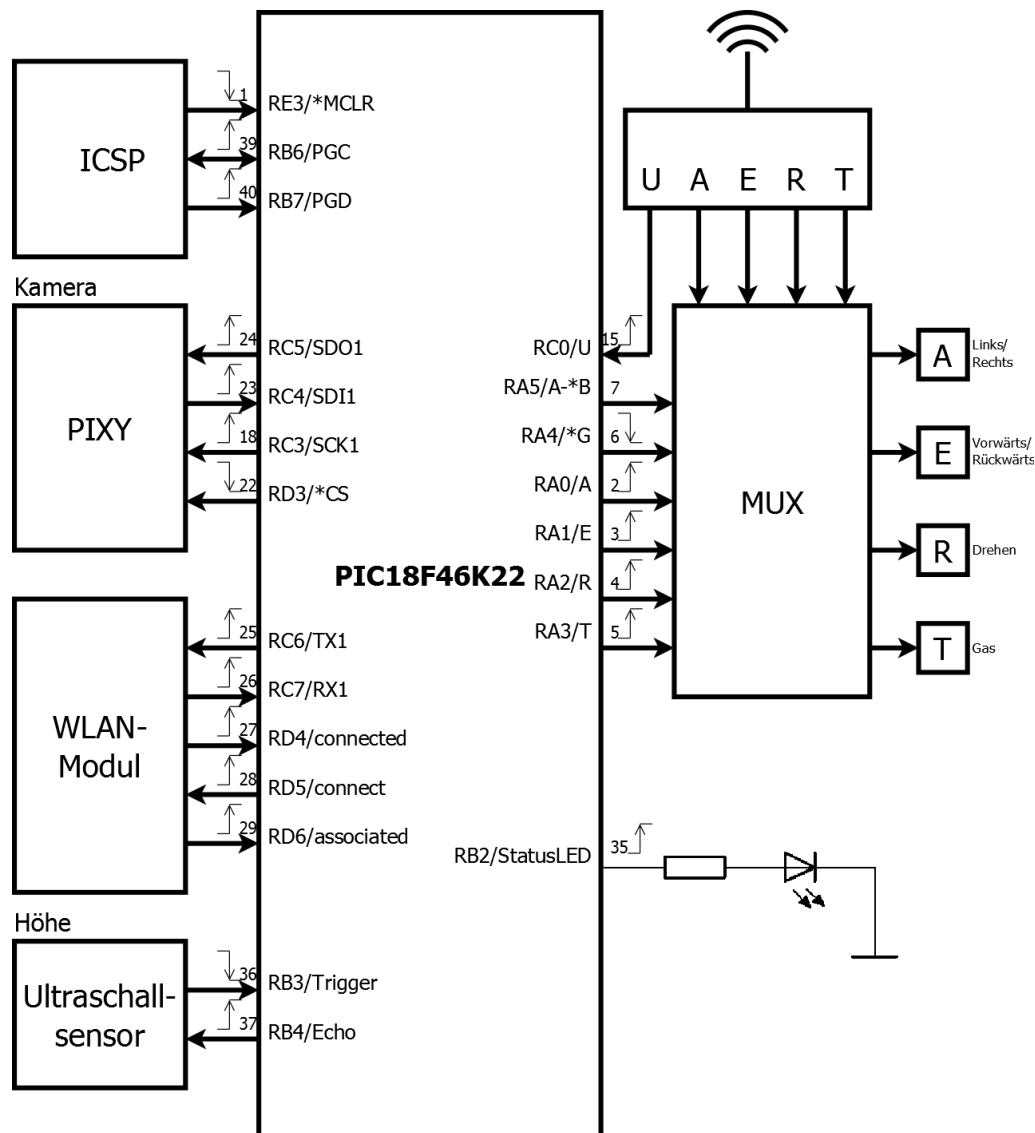 ICSP
1
RE3/*MCLR
39
RB6/PGC
40
RB7/PGD
Kamera
PIXY
24
RC5/SDO1
23
RC4/SDI1
18
RC3/SCK1
22
RD3/*CS
PIC18F46K22
WLAN-
Modul
25
RC6/TX1
26
RC7/RX1
27
RD4/connected
28
RD5/connect
29
RD6/associated
Höhe
Ultraschall-
sensor
36
RB3/Trigger
37
RB4/Echo
U A E R T
RC0/U
15
RA5/A-*B
7
RA4/*G
6
RA0/A
2
RA1/E
3
RA2/R
4
RA3/T
5
MUX
A
Links/
Rechts
E
Vorwärts/
Rückwärts
R
Drehen
T
Gas
RB2/StatusLED
35